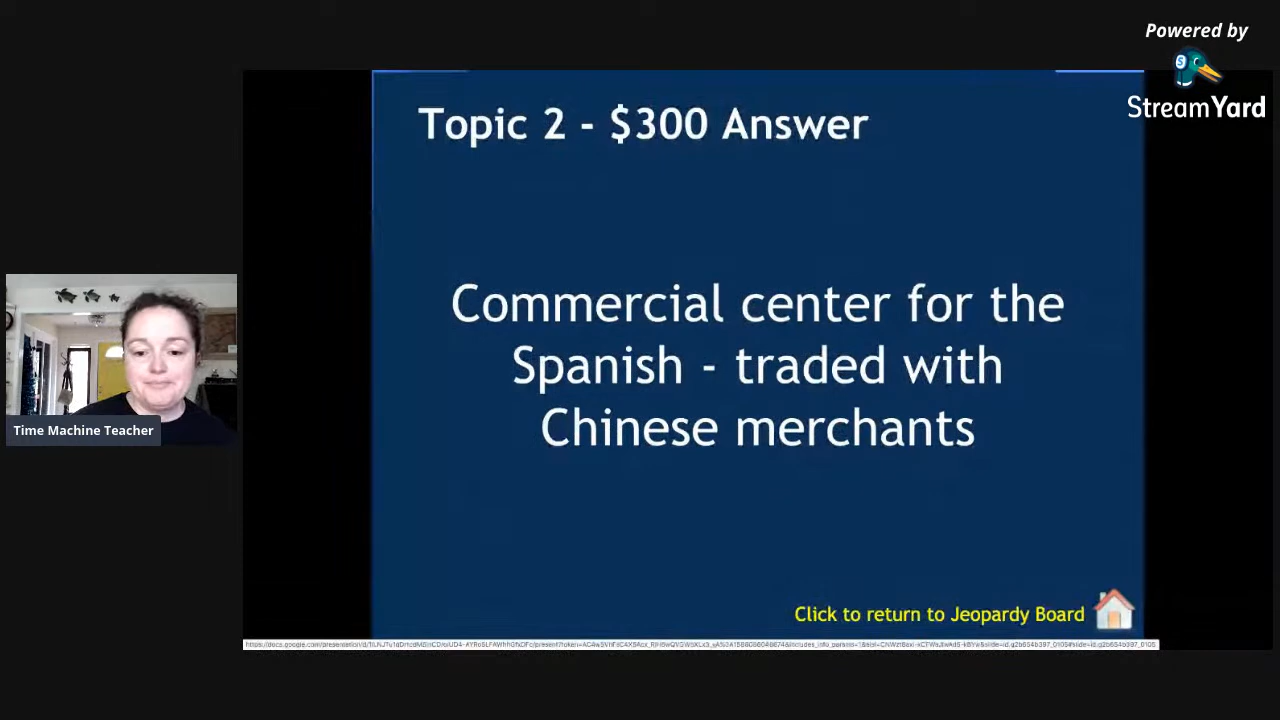 Powered by
StreamYard
Topic 2 - $300 Answer
Commercial center for the
Spanish - traded with
Chinese merchants
Time Machine Teacher
Click to return to Jeopardy Board